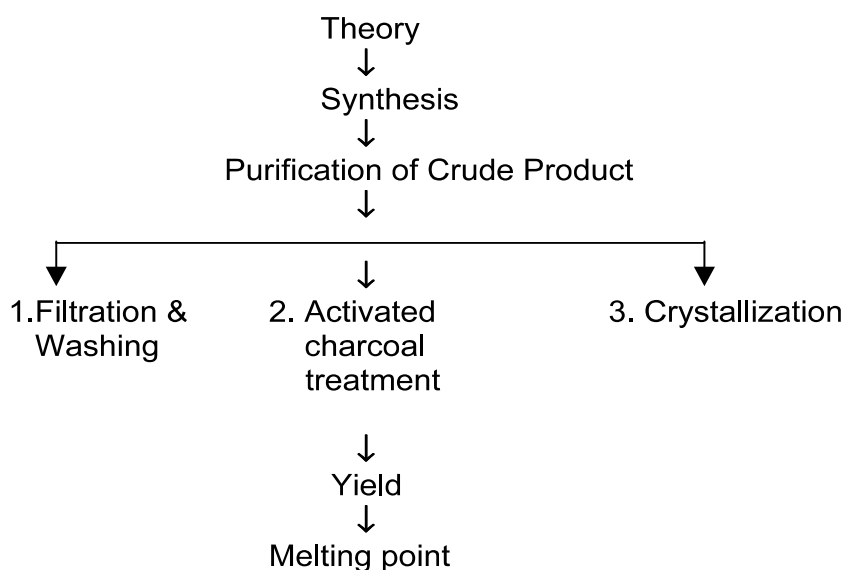 Theory
Synthesis
Purification of Crude Product
1.Filtration &
Washing
2. Activated
charcoal
treatment
3. Crystallization
Yield
Melting point